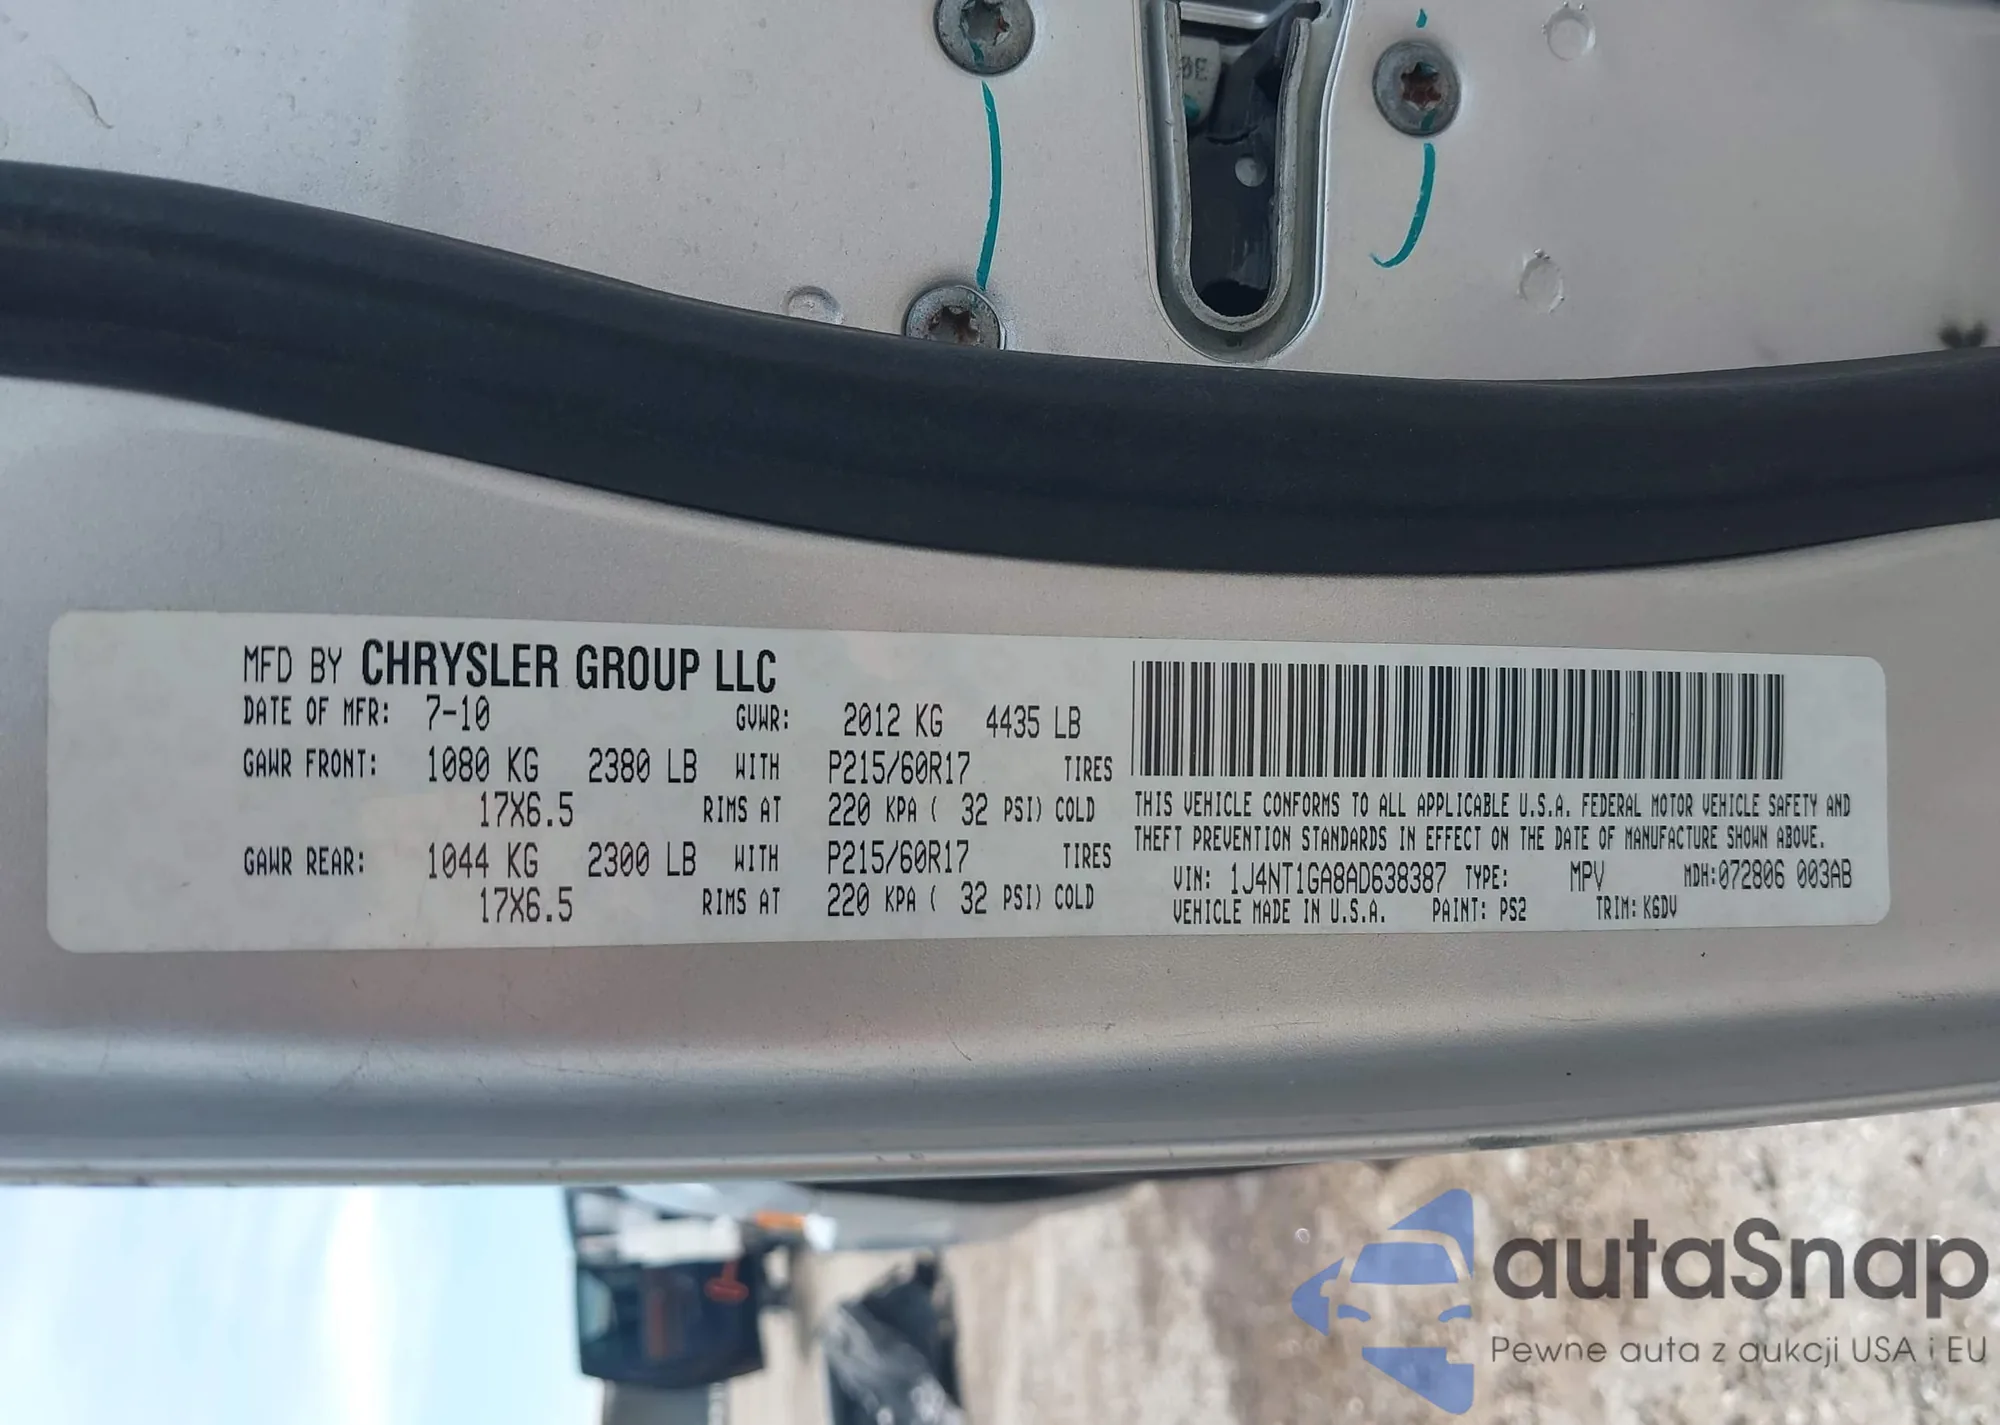 0E
MFD BY CHRYSLER GROUP LLC
DATE OF MFR: 7-10 GVWR: 2012 KG 4435 LB
GAWR FRONT: 1080 KG 2380 LB WITH P215/60R17 TIRES
17X6.5 RIMS AT 220 KPA ( 32 PSI) COLD
GAWR REAR: 1044 KG 2300 LB WITH P215/60R17 TIRES
17X6.5 RIMS AT 220 KPA ( 32 PSI) COLD
THIS VEHICLE CONFORMS TO ALL APPLICABLE U.S.A. FEDERAL MOTOR VEHICLE SAFETY AND
THEFT PREVENTION STANDARDS IN EFFECT ON THE DATE OF MANUFACTURE SHOWN ABOVE.
VIN: 1J4NT1GA8AD638387 TYPE: MPV MDH:072806 003AB
VEHICLE MADE IN U.S.A. PAINT: PS2 TRIM: K6DV
autaSnap
Pewne auta z aukcji USA i EU